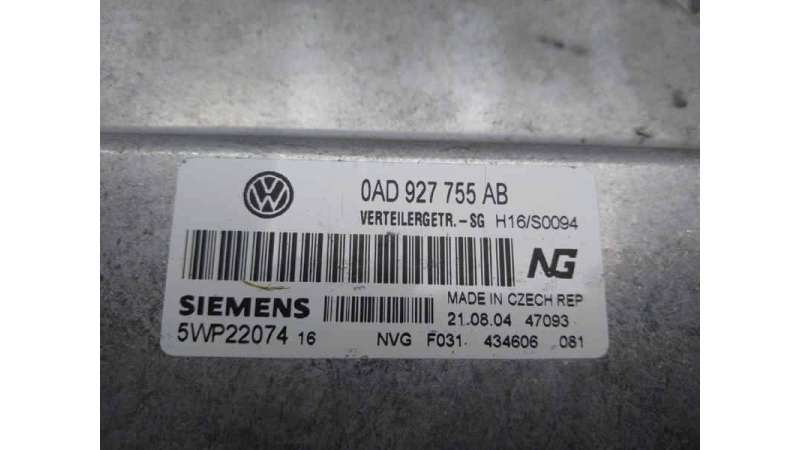 0AD 927 755 AB
VERTEILERGETR.-SG H16/S0094
NG
SIEMENS
MADE IN CZECH REP
21.08.04 47093
5WP22074 16
NVG F031 434606 081